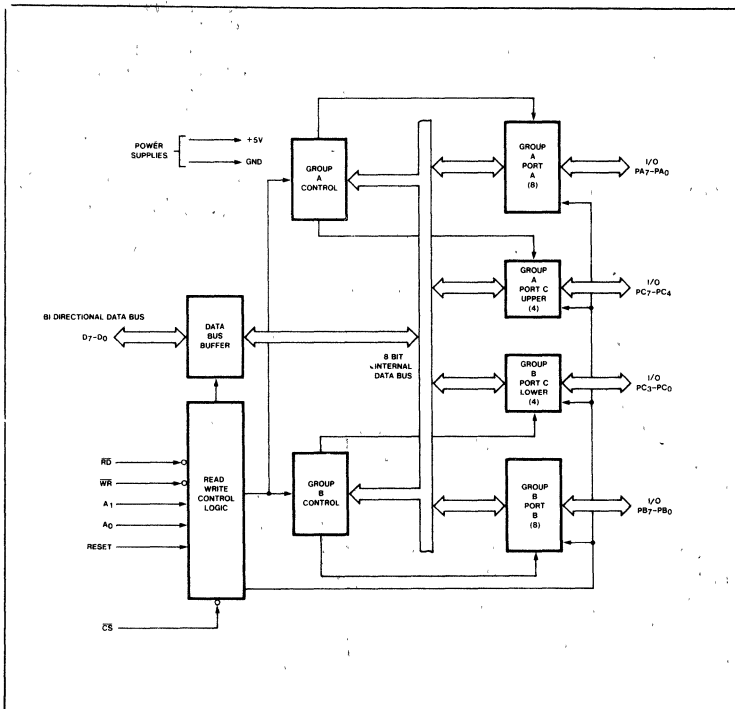 POWER
SUPPLIES
+5V
GND
GROUP
A
CONTROL
GROUP
A
PORT
A
(8)
I/O
PA7-PA0
GROUP
A
PORT C
UPPER
(4)
I/O
PC7-PC4
BI DIRECTIONAL DATA BUS
D7-D0
DATA
BUS
BUFFER
8 BIT
INTERNAL
DATA BUS
GROUP
B
PORT C
LOWER
(4)
I/O
PC3-PC0
RD
WR
A1
A0
RESET
CS
READ
WRITE
CONTROL
LOGIC
GROUP
B
CONTROL
GROUP
B
PORT
B
(8)
I/O
PB7-PB0